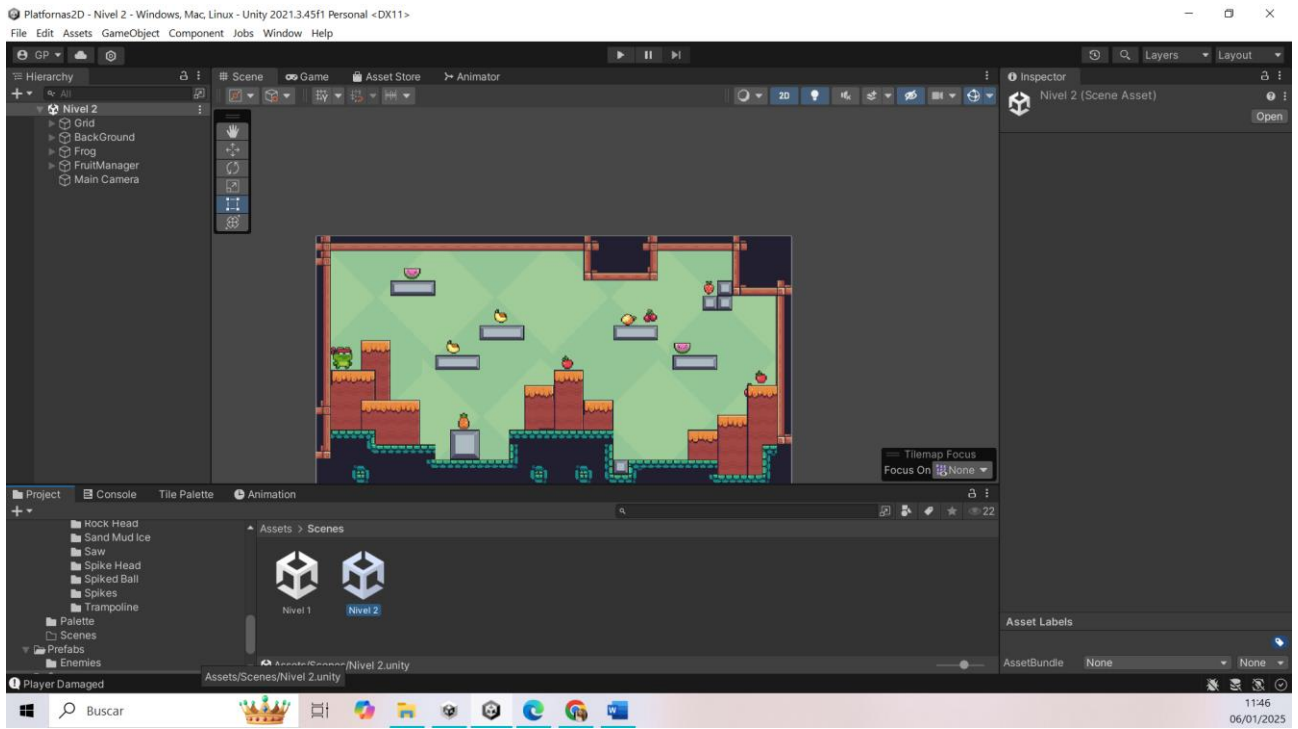 Platfornas2D - Nivel 2 - Windows, Mac, Linux - Unity 2021.3.45f1 Personal <DX11>
File Edit Assets GameObject Component Jobs Window Help
GP Layers Layout
Hierarchy Scene Game Asset Store Animator Inspector
All 2D Nivel 2 (Scene Asset)
Nivel 2 Open
Grid
BackGround
Frog
FruitManager
Main Camera
Tilemap Focus
Focus On None
Project Console Tile Palette Animation
22
Rock Head Assets > Scenes
Sand Mud Ice
Saw
Spike Head
Spiked Ball
Spikes
Trampoline Nivel 1 Nivel 2
Palette Asset Labels
Scenes
Prefabs
Enemies Assets/Scenes/Nivel 2.unity AssetBundle None None
Player Damaged Assets/Scenes/Nivel 2.unity
Buscar 11:46
06/01/2025